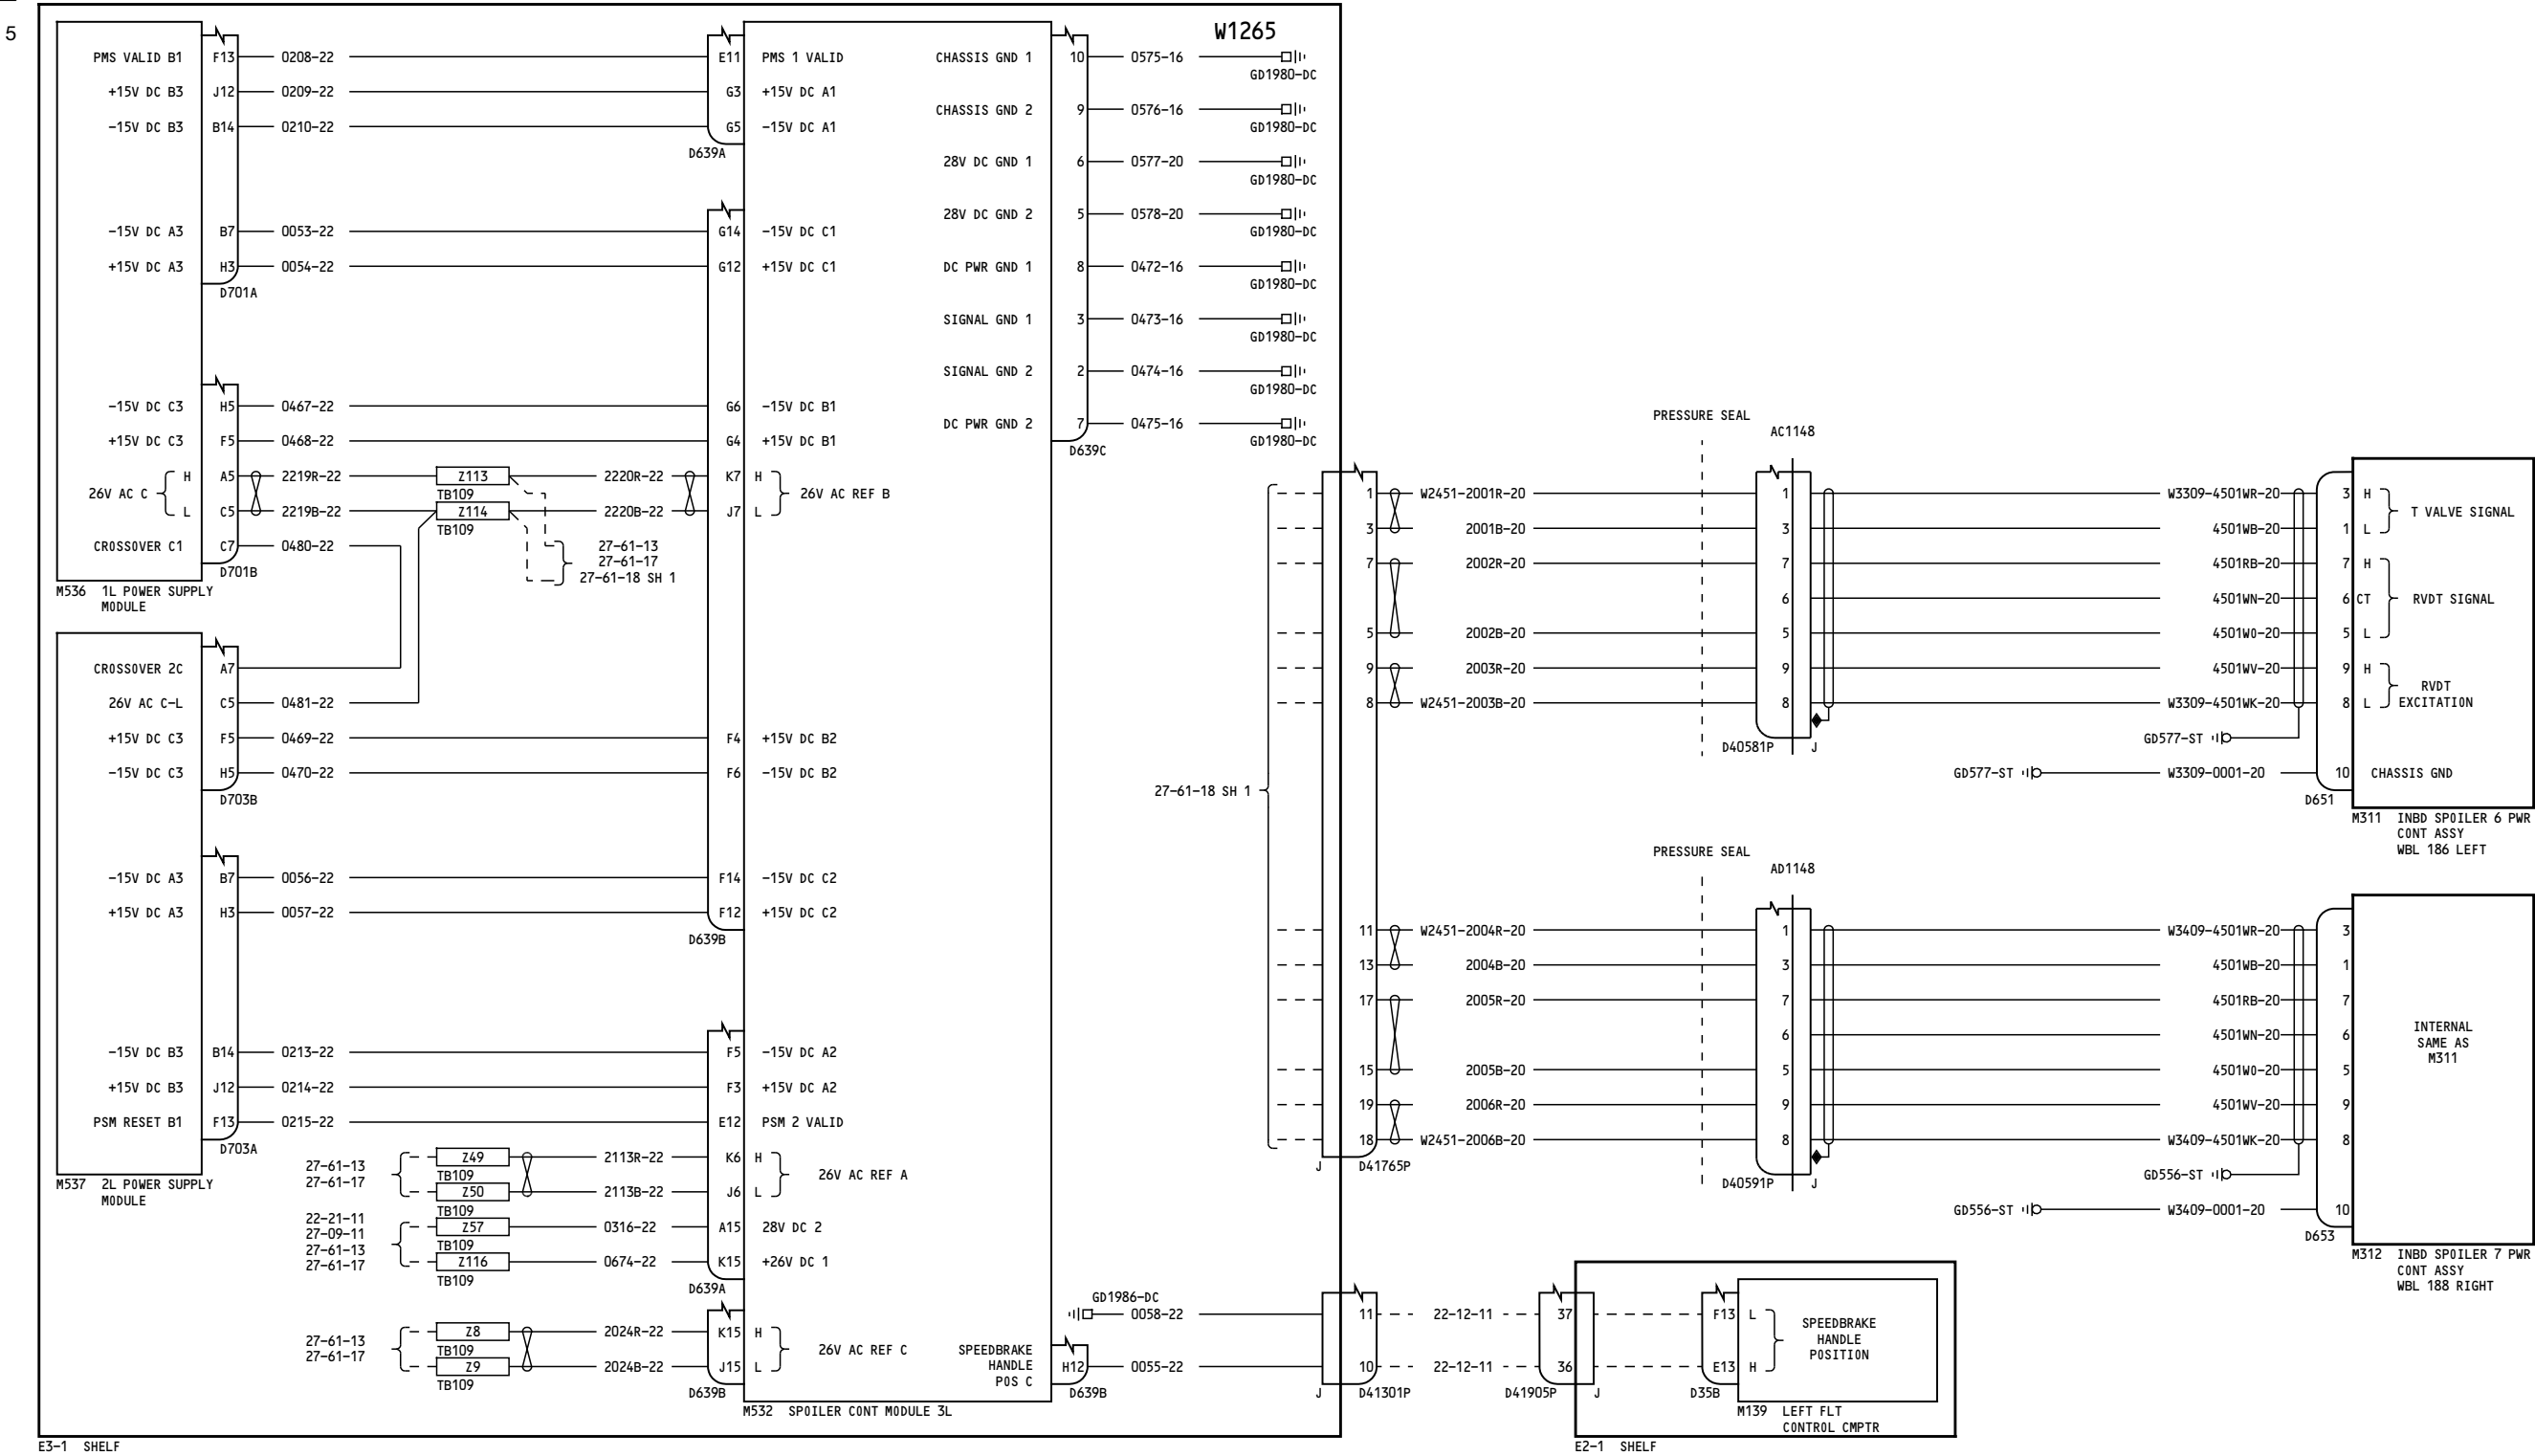 5
W1265
PMS VALID B1 F13 0208-22 E11 PMS 1 VALID
+15V DC B3 J12 0209-22 G3 +15V DC A1
-15V DC B3 B14 0210-22 G5 -15V DC A1
D639A
-15V DC A3 B7 0053-22 G14 -15V DC C1
+15V DC A3 H3 0054-22 G12 +15V DC C1
D701A
-15V DC C3 H5 0467-22 G6 -15V DC B1
+15V DC C3 F5 0468-22 G4 +15V DC B1
H A5 2219R-22 Z113 2220R-22 K7 H
26V AC C TB109 26V AC REF B
L C5 2219B-22 Z114 2220B-22 J7 L
TB109
CROSSOVER C1 C7 0480-22
27-61-13
27-61-17
27-61-18 SH 1
D701B
M536 1L POWER SUPPLY
MODULE
CROSSOVER 2C A7
26V AC C-L C5 0481-22
+15V DC C3 F5 0469-22 F4 +15V DC B2
-15V DC C3 H5 0470-22 F6 -15V DC B2
D703B
-15V DC A3 B7 0056-22 F14 -15V DC C2
+15V DC A3 H3 0057-22 F12 +15V DC C2
D639B
-15V DC B3 B14 0213-22 F5 -15V DC A2
+15V DC B3 J12 0214-22 F3 +15V DC A2
PSM RESET B1 F13 0215-22 E12 PSM 2 VALID
D703A
M537 2L POWER SUPPLY
MODULE
27-61-13
27-61-17
Z49 2113R-22 K6 H
TB109 26V AC REF A
Z50 2113B-22 J6 L
TB109
22-21-11
27-09-11
27-61-13
27-61-17
Z57 0316-22 A15 28V DC 2
TB109
Z116 0674-22 K15 +26V DC 1
TB109
D639A
27-61-13
27-61-17
Z8 2024R-22 K15 H
TB109 26V AC REF C
Z9 2024B-22 J15 L
TB109
D639B
M532 SPOILER CONT MODULE 3L
E3-1 SHELF
CHASSIS GND 1 10 0575-16
GD1980-DC
CHASSIS GND 2 9 0576-16
GD1980-DC
28V DC GND 1 6 0577-20
GD1980-DC
28V DC GND 2 5 0578-20
GD1980-DC
DC PWR GND 1 8 0472-16
GD1980-DC
SIGNAL GND 1 3 0473-16
GD1980-DC
SIGNAL GND 2 2 0474-16
GD1980-DC
DC PWR GND 2 7 0475-16
GD1980-DC
D639C
27-61-18 SH 1
PRESSURE SEAL
AC1148
1 W2451-2001R-20 1 W3309-4501WR-20 3 H
T VALVE SIGNAL
3 2001B-20 3 4501WB-20 1 L
7 2002R-20 7 4501RB-20 7 H
6 4501WN-20 6 CT RVDT SIGNAL
5 2002B-20 5 4501WO-20 5 L
9 2003R-20 9 4501WV-20 9 H
RVDT
EXCITATION
8 W2451-2003B-20 8 W3309-4501WK-20 8 L
D40581P J
GD577-ST
GD577-ST W3309-0001-20 10 CHASSIS GND
D651
M311 INBD SPOILER 6 PWR
CONT ASSY
WBL 186 LEFT
PRESSURE SEAL
AD1148
11 W2451-2004R-20 1 W3409-4501WR-20 3
13 2004B-20 3 4501WB-20 1
17 2005R-20 7 4501RB-20 7
6 4501WN-20 6
15 2005B-20 5 4501WO-20 5
19 2006R-20 9 4501WV-20 9
18 W2451-2006B-20 8 W3409-4501WK-20 8
INTERNAL
SAME AS
M311
J D41765P
D40591P J
GD556-ST
GD556-ST W3409-0001-20 10
D653
M312 INBD SPOILER 7 PWR
CONT ASSY
WBL 188 RIGHT
GD1986-DC
0058-22 11 22-12-11 37 F13 L
SPEEDBRAKE
HANDLE
POSITION
SPEEDBRAKE
HANDLE
POS C
H12 0055-22 10 22-12-11 36 E13 H
D639B
J D41301P
D41905P J
D35B
M139 LEFT FLT
CONTROL CMPTR
E2-1 SHELF